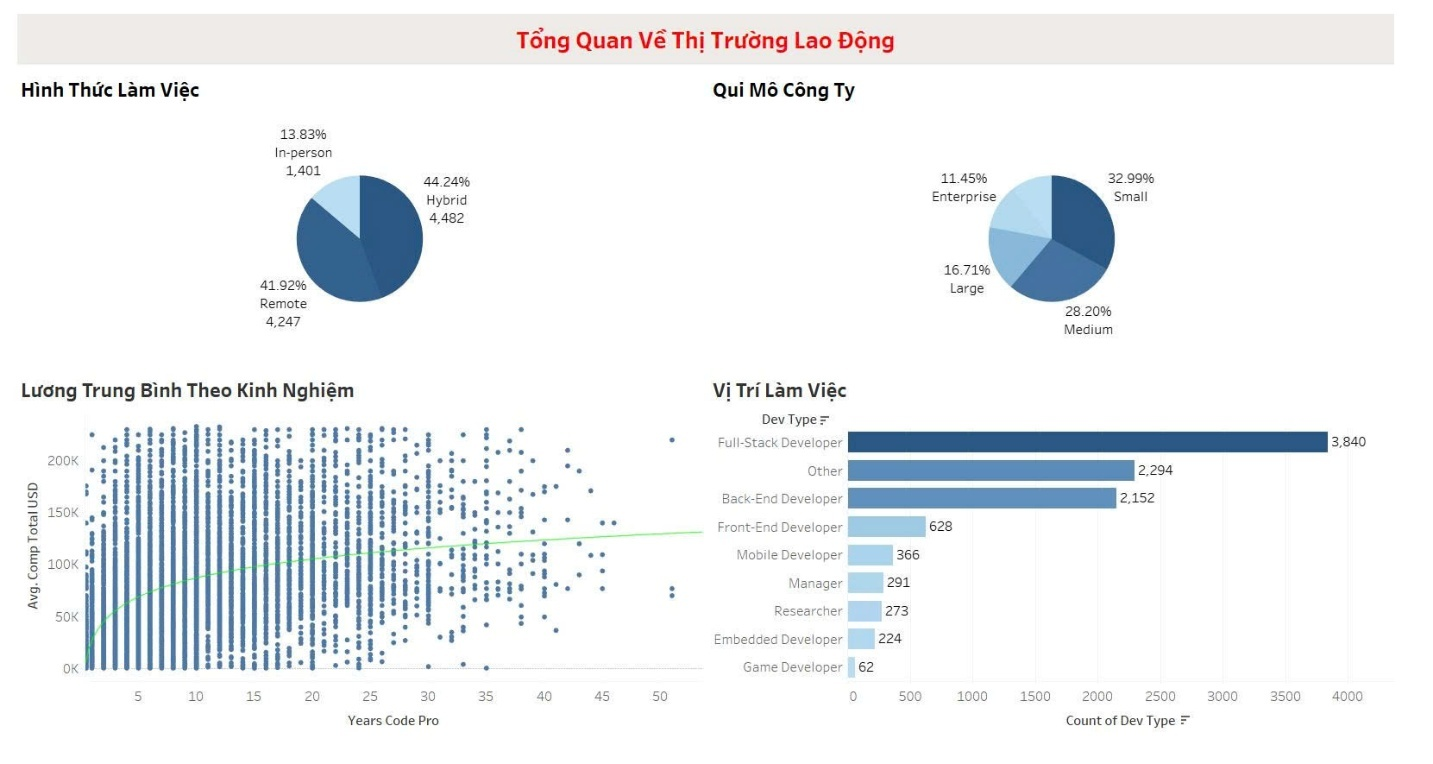 Tổng Quan Về Thị Trường Lao Động
Hình Thức Làm Việc
13.83%
In-person
1,401
44.24%
Hybrid
4,482
41.92%
Remote
4,247
Qui Mô Công Ty
11.45%
Enterprise
32.99%
Small
16.71%
Large
28.20%
Medium
Lương Trung Bình Theo Kinh Nghiệm
Avg. Comp Total USD
200K
150K
100K
50K
0K
5 10 15 20 25 30 35 40 45 50
Years Code Pro
Vị Trí Làm Việc
Dev Type
Full-Stack Developer 3,840
Other 2,294
Back-End Developer 2,152
Front-End Developer 628
Mobile Developer 366
Manager 291
Researcher 273
Embedded Developer 224
Game Developer 62
0 500 1000 1500 2000 2500 3000 3500 4000
Count of Dev Type